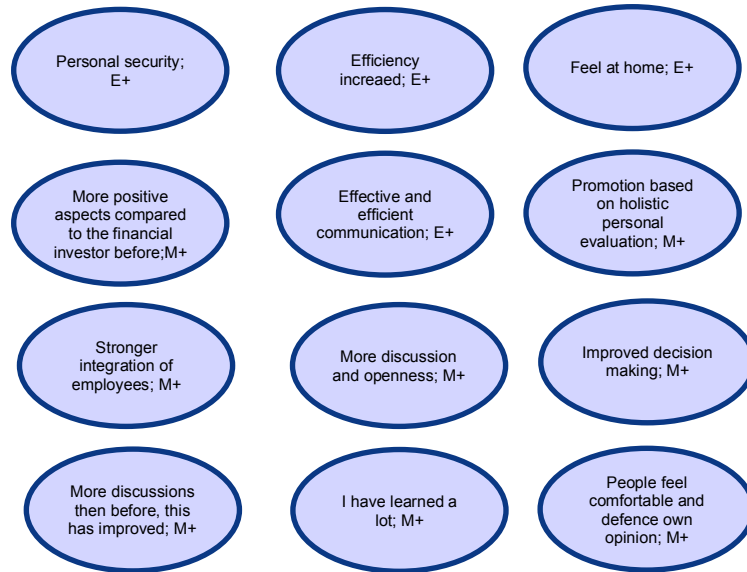 Personal security;
E+
Efficiency
increaed; E+
Feel at home; E+
More positive
aspects compared
to the financial
investor before;M+
Effective and
efficient
communication; E+
Promotion based
on holistic
personal
evaluation; M+
Stronger
integration of
employees; M+
More discussion
and openness; M+
Improved decision
making; M+
More discussions
then before, this
has improved; M+
I have learned a
lot; M+
People feel
comfortable and
defence own
opinion; M+